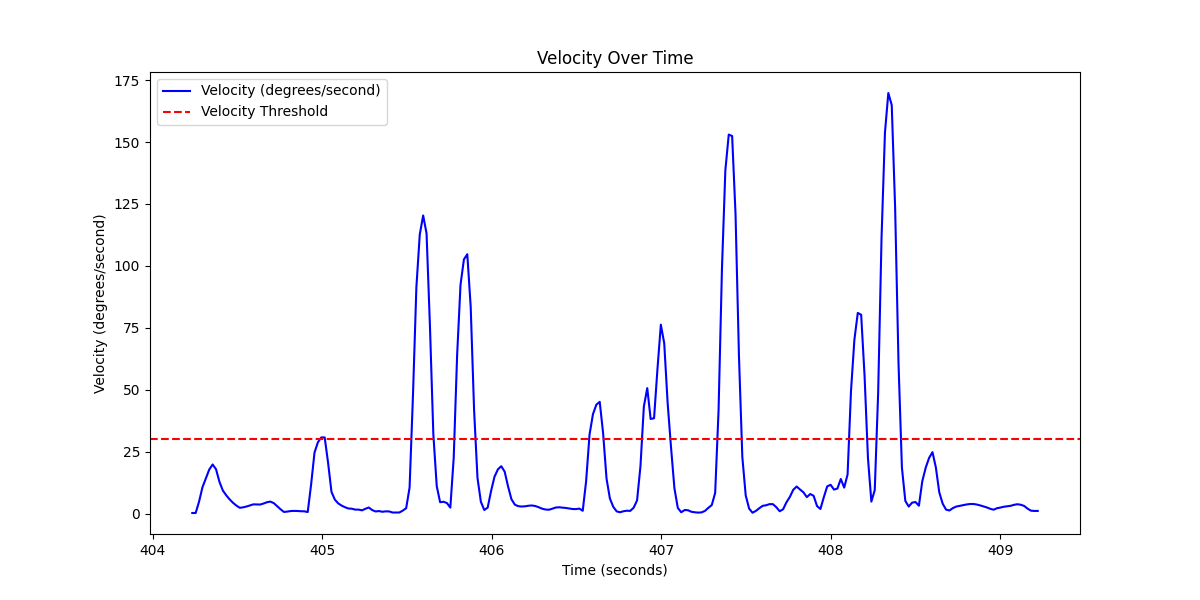 Velocity Over Time
Velocity (degrees/second)
Velocity Threshold
175
150
125
100
75
50
25
0
Velocity (degrees/second)
404
405
406
407
408
409
Time (seconds)